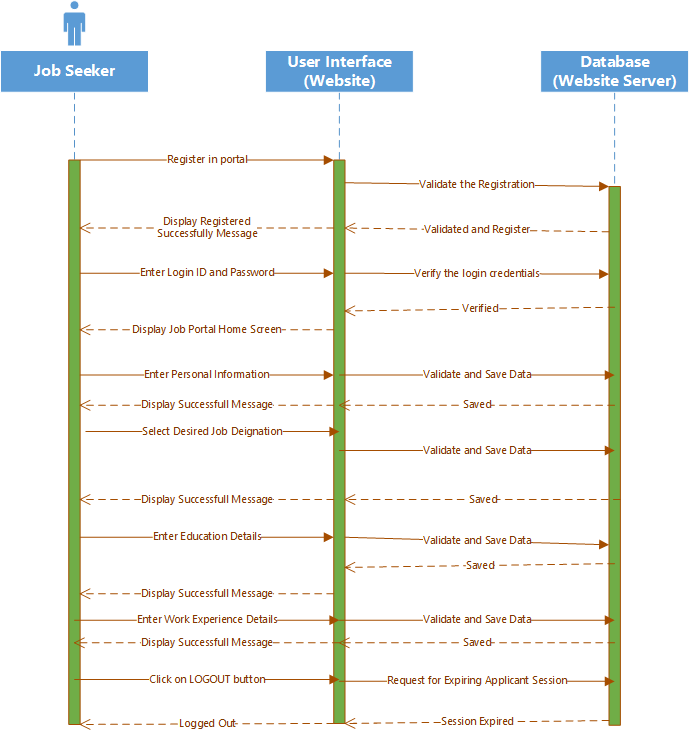 Job Seeker
User Interface
(Website)
Database
(Website Server)
Register in portal
Validate the Registration
Display Registered
Successfully Message
Validated and Register
Enter Login ID and Password
Verify the login credentials
Verified
Display Job Portal Home Screen
Enter Personal Information
Validate and Save Data
Display Successfull Message
Saved
Select Desired Job Deignation
Validate and Save Data
Display Successfull Message
Saved
Enter Education Details
Validate and Save Data
Saved
Display Successfull Message
Enter Work Experience Details
Validate and Save Data
Display Successfull Message
Saved
Click on LOGOUT button
Request for Expiring Applicant Session
Logged Out
Session Expired